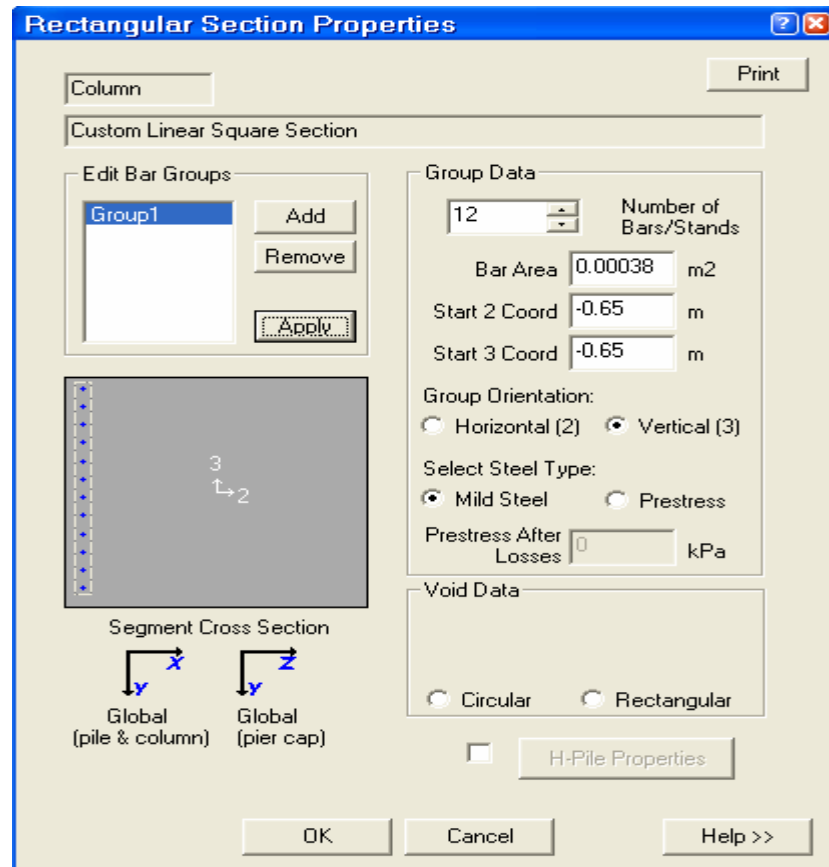 Rectangular Section Properties
Print
Column
Custom Linear Square Section
Edit Bar Groups
Group1
Add
Remove
Apply
Group Data
12
Number of
Bars/Stands
Bar Area 0.00038 m2
Start 2 Coord -0.65 m
Start 3 Coord -0.65 m
Group Orientation:
Horizontal (2) Vertical (3)
Select Steel Type:
Mild Steel Prestress
Prestress After
Losses 0 kPa
3
2
Segment Cross Section
X
Y
Z
Y
Global
(pile & column)
Global
(pier cap)
Void Data
Circular Rectangular
H-Pile Properties
OK Cancel Help >>